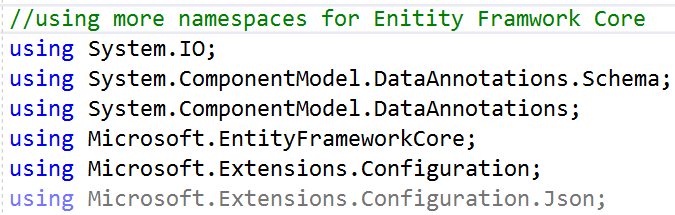 //using more namespaces for Enitity Framwork Core
using System.IO;
using System.ComponentModel.DataAnnotations.Schema;
using System.ComponentModel.DataAnnotations;
using Microsoft.EntityFrameworkCore;
using Microsoft.Extensions.Configuration;
using Microsoft.Extensions.Configuration.Json;